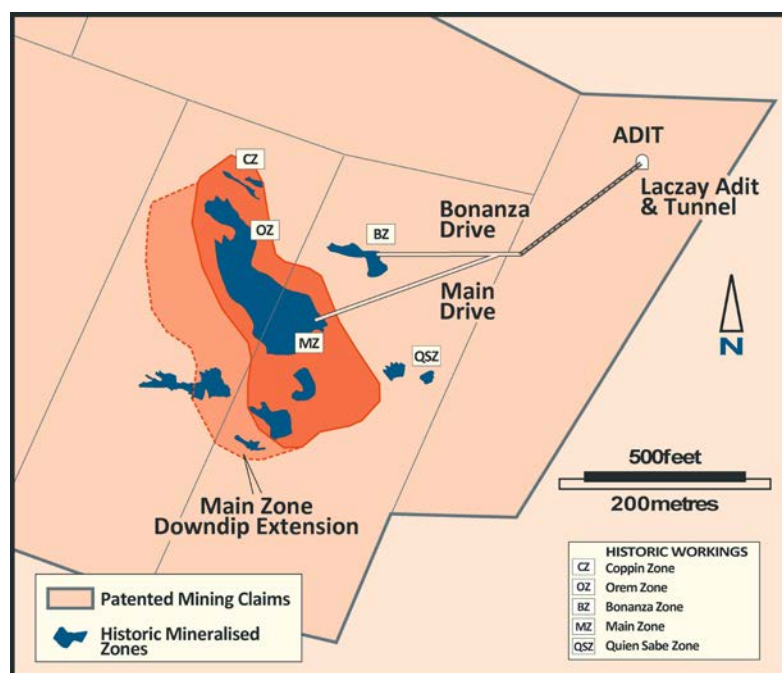 CZ
ADIT
Laczay Adit
& Tunnel
OZ
BZ
Bonanza
Drive
Main
Drive
MZ
QSZ
N
Main Zone
Downdip Extension
500feet
200metres
Patented Mining Claims
Historic Mineralised
Zones
HISTORIC WORKINGS
CZ Coppin Zone
OZ Orem Zone
BZ Bonanza Zone
MZ Main Zone
QSZ Quien Sabe Zone